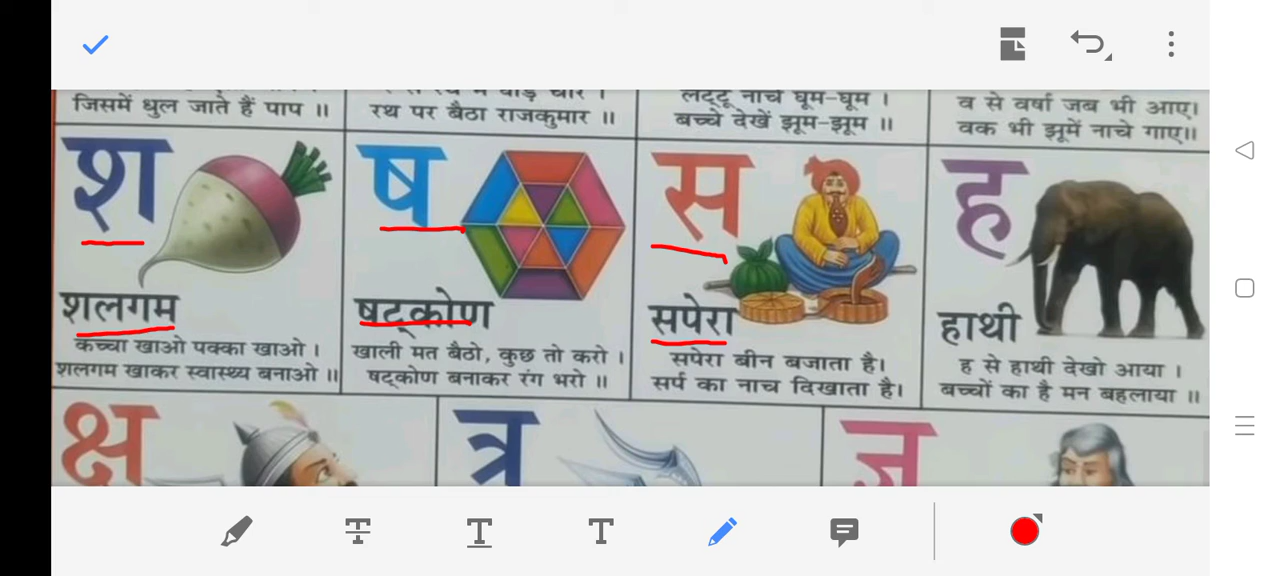 जिसमें धुल जाते हैं पाप ॥
रथ पर बैठा राजकुमार ॥
लट्टू नाचे घूम-घूम ।
बच्चे देखें झूम-झूम ॥
व से वर्षा जब भी आए।
वक भी झूमें नाचे गाए॥
श
शलगम
कच्चा खाओ पक्का खाओ ।
शलगम खाकर स्वास्थ्य बनाओ ॥
ष
षट्कोण
खाली मत बैठो, कुछ तो करो ।
षट्कोण बनाकर रंग भरो ॥
स
सपेरा
सपेरा बीन बजाता है।
सर्प का नाच दिखाता है।
ह
हाथी
ह से हाथी देखो आया ।
बच्चों का है मन बहलाया ॥
क्ष
त्र
ज्ञ
T
T
T